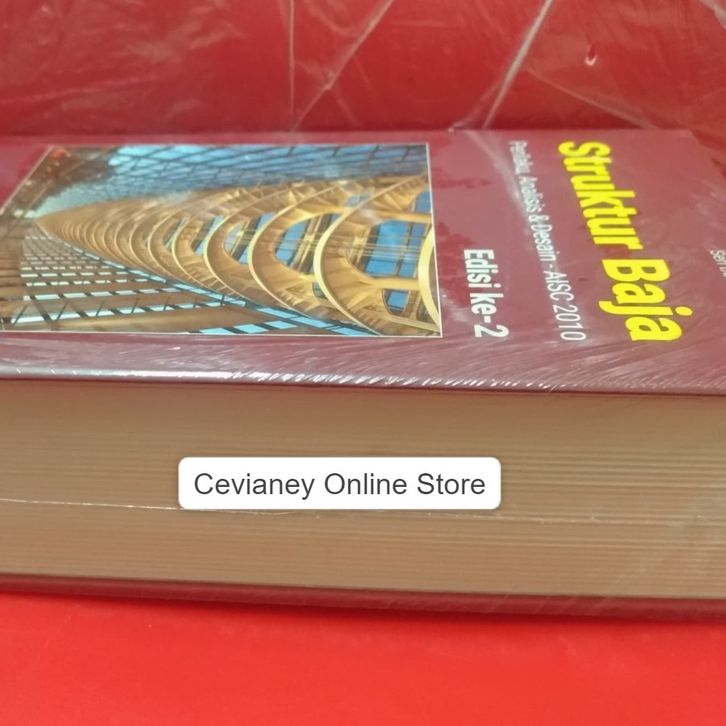 Struktur Baja
Perilaku, Analisis & Desain - AISC 2010
Edisi ke-2
Cevianey Online Store